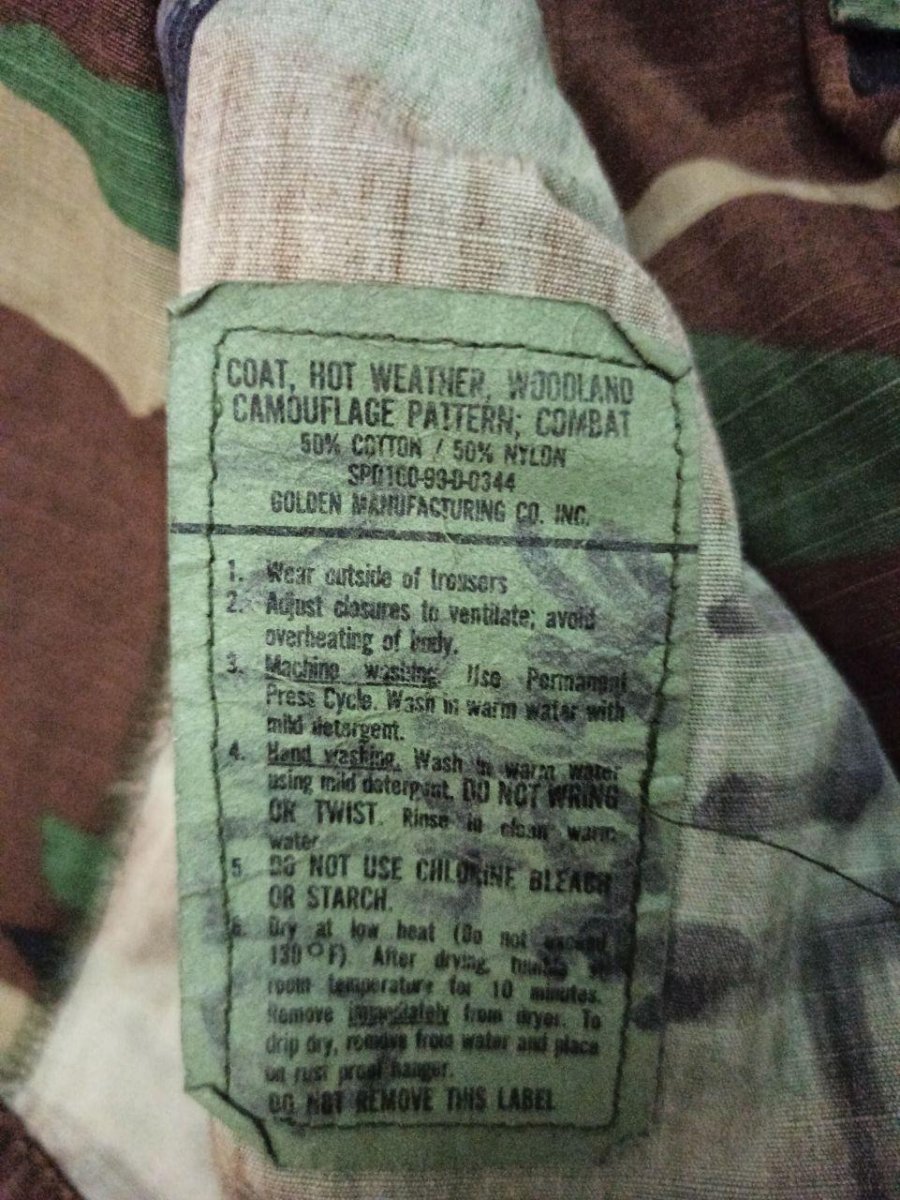 COAT, HOT WEATHER, WOODLAND
CAMOUFLAGE PATTERN; COMBAT
50% COTTON / 50% NYLON
SPO100-99-D-0344
GOLDEN MANUFACTURING CO. INC.
1. Wear outside of trousers
2. Adjust closures to ventilate; avoid
overheating of body.
3. Machine washing. Use Permanent
Press Cycle. Wash in warm water with
mild detergent.
4. Hand washing. Wash in warm water
using mild detergent. DO NOT WRING
OR TWIST. Rinse in clean warm
water
5 DO NOT USE CHLORINE BLEACH
OR STARCH.
6. Dry at low heat (Do not exceed
130°F). After drying, tumble at
room temperature for 10 minutes.
Remove immediately from dryer. To
drip dry, remove from water and place
on rust proof hanger.
DO NOT REMOVE THIS LABEL